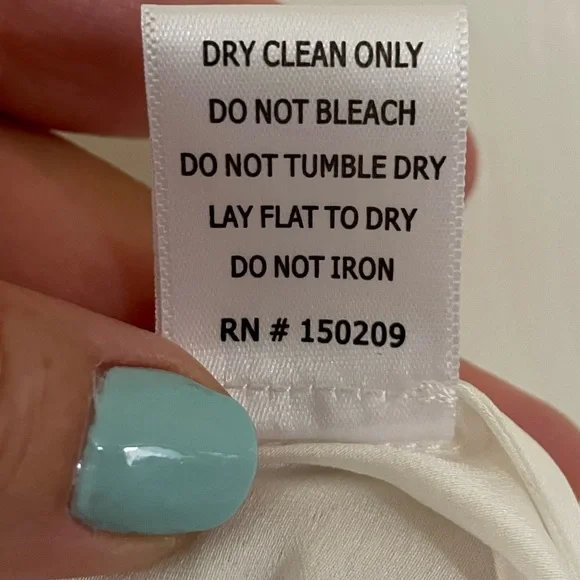 DRY CLEAN ONLY
DO NOT BLEACH
DO NOT TUMBLE DRY
LAY FLAT TO DRY
DO NOT IRON
RN # 150209